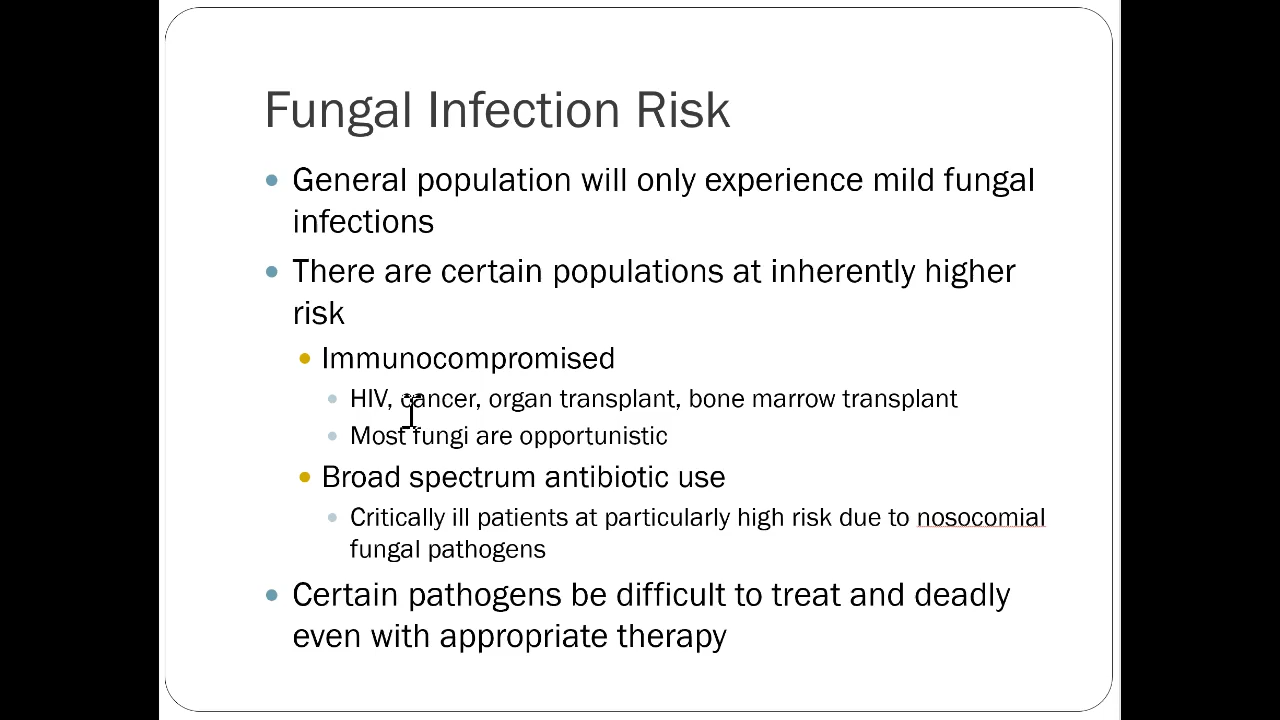 Fungal Infection Risk
General population will only experience mild fungal
infections
There are certain populations at inherently higher
risk
Immunocompromised
HIV, cancer, organ transplant, bone marrow transplant
Most fungi are opportunistic
Broad spectrum antibiotic use
Critically ill patients at particularly high risk due to nosocomial
fungal pathogens
Certain pathogens be difficult to treat and deadly
even with appropriate therapy